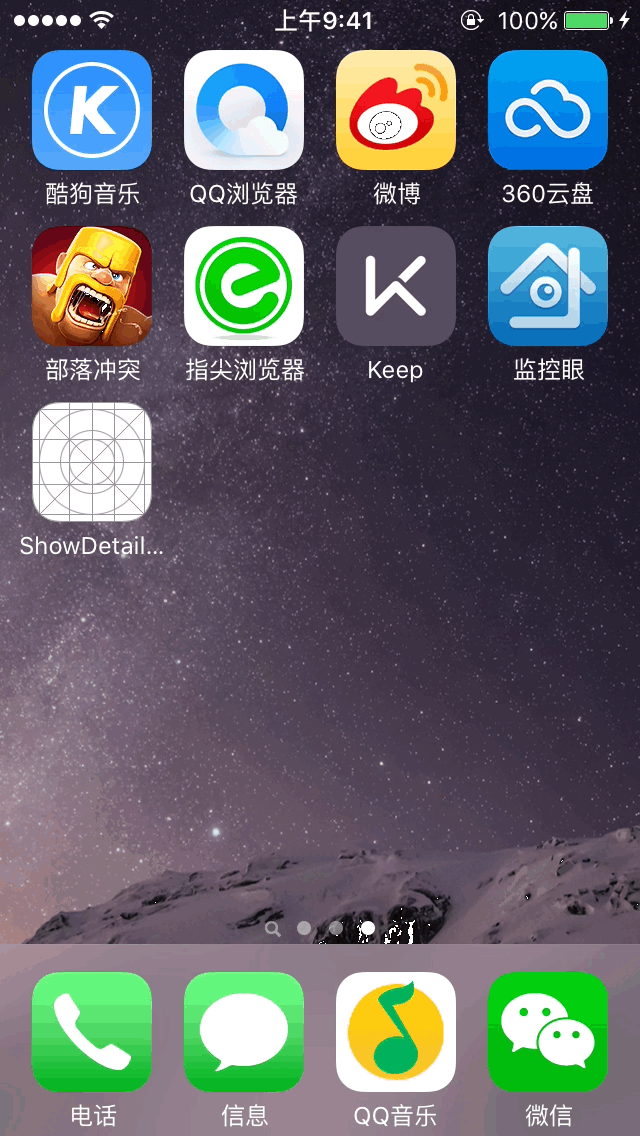 上午9:41 100%
K
酷狗音乐 QQ浏览器 微博 360云盘
部落冲突 指尖浏览器 Keep 监控眼
ShowDetail...
电话 信息 QQ音乐 微信